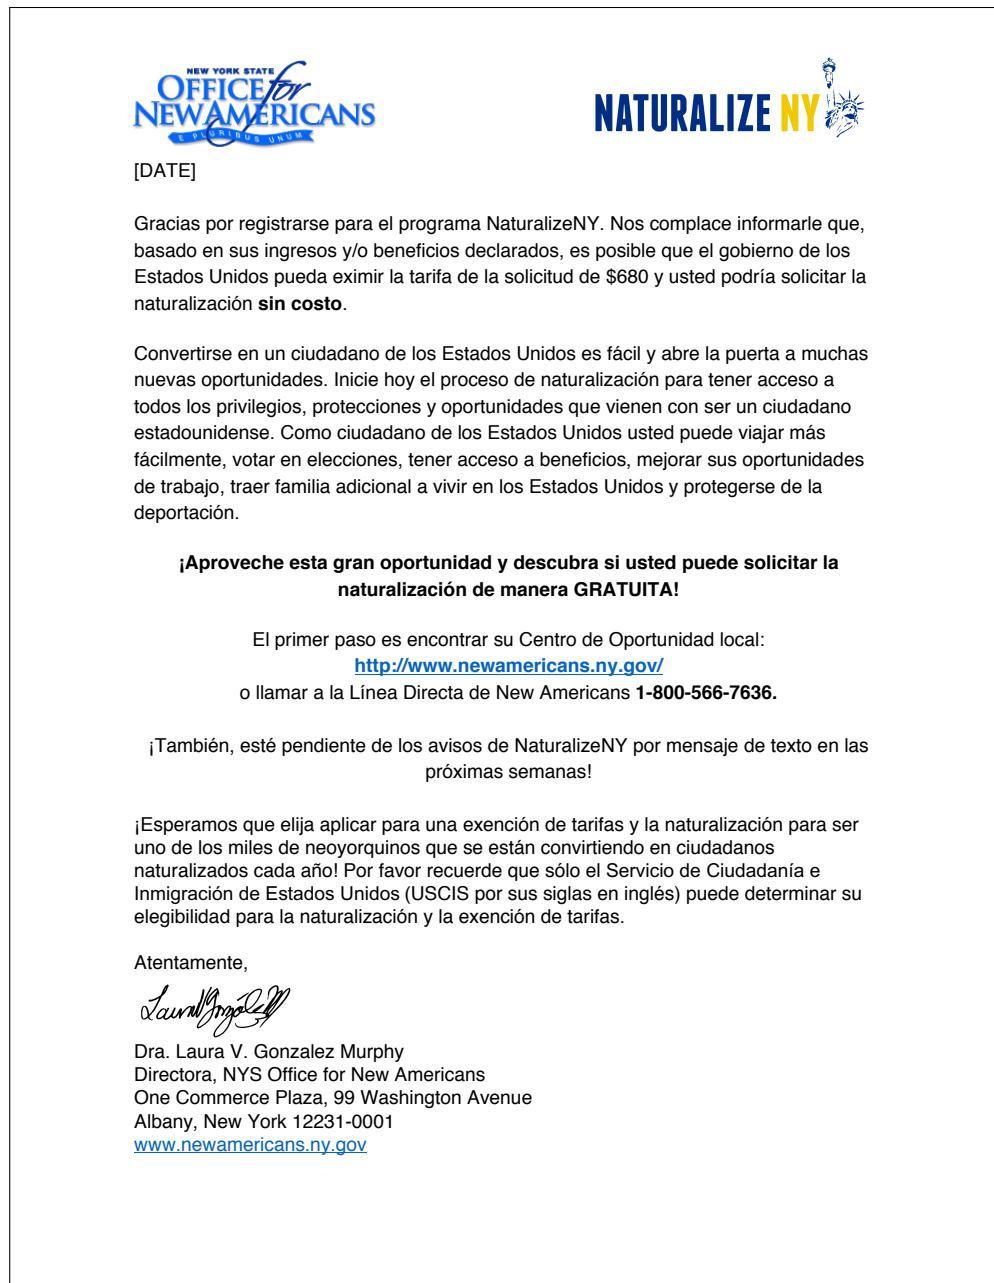 NEW YORK STATE
OFFICE for
NEW AMERICANS
E PLURIBUS UNUM
NATURALIZE NY
[DATE]
Gracias por registrarse para el programa NaturalizeNY. Nos complace informarle que,
basado en sus ingresos y/o beneficios declarados, es posible que el gobierno de los
Estados Unidos pueda eximir la tarifa de la solicitud de $680 y usted podría solicitar la
naturalización sin costo.
Convertirse en un ciudadano de los Estados Unidos es fácil y abre la puerta a muchas
nuevas oportunidades. Inicie hoy el proceso de naturalización para tener acceso a
todos los privilegios, protecciones y oportunidades que vienen con ser un ciudadano
estadounidense. Como ciudadano de los Estados Unidos usted puede viajar más
fácilmente, votar en elecciones, tener acceso a beneficios, mejorar sus oportunidades
de trabajo, traer familia adicional a vivir en los Estados Unidos y protegerse de la
deportación.
¡Aproveche esta gran oportunidad y descubra si usted puede solicitar la
naturalización de manera GRATUITA!
El primer paso es encontrar su Centro de Oportunidad local:
http://www.newamericans.ny.gov/
o llamar a la Línea Directa de New Americans 1-800-566-7636.
¡También, esté pendiente de los avisos de NaturalizeNY por mensaje de texto en las
próximas semanas!
¡Esperamos que elija aplicar para una exención de tarifas y la naturalización para ser
uno de los miles de neoyorquinos que se están convirtiendo en ciudadanos
naturalizados cada año! Por favor recuerde que sólo el Servicio de Ciudadanía e
Inmigración de Estados Unidos (USCIS por sus siglas en inglés) puede determinar su
elegibilidad para la naturalización y la exención de tarifas.
Atentamente,
Dra. Laura V. Gonzalez Murphy
Directora, NYS Office for New Americans
One Commerce Plaza, 99 Washington Avenue
Albany, New York 12231-0001
www.newamericans.ny.gov